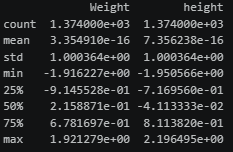 Weight height
count 1.374000e+03 1.374000e+03
mean 3.354910e-16 7.356238e-16
std 1.000364e+00 1.000364e+00
min -1.916227e+00 -1.950566e+00
25% -9.145528e-01 -7.169560e-01
50% 2.158871e-01 -4.113333e-02
75% 6.781697e-01 8.113820e-01
max 1.921279e+00 2.196495e+00